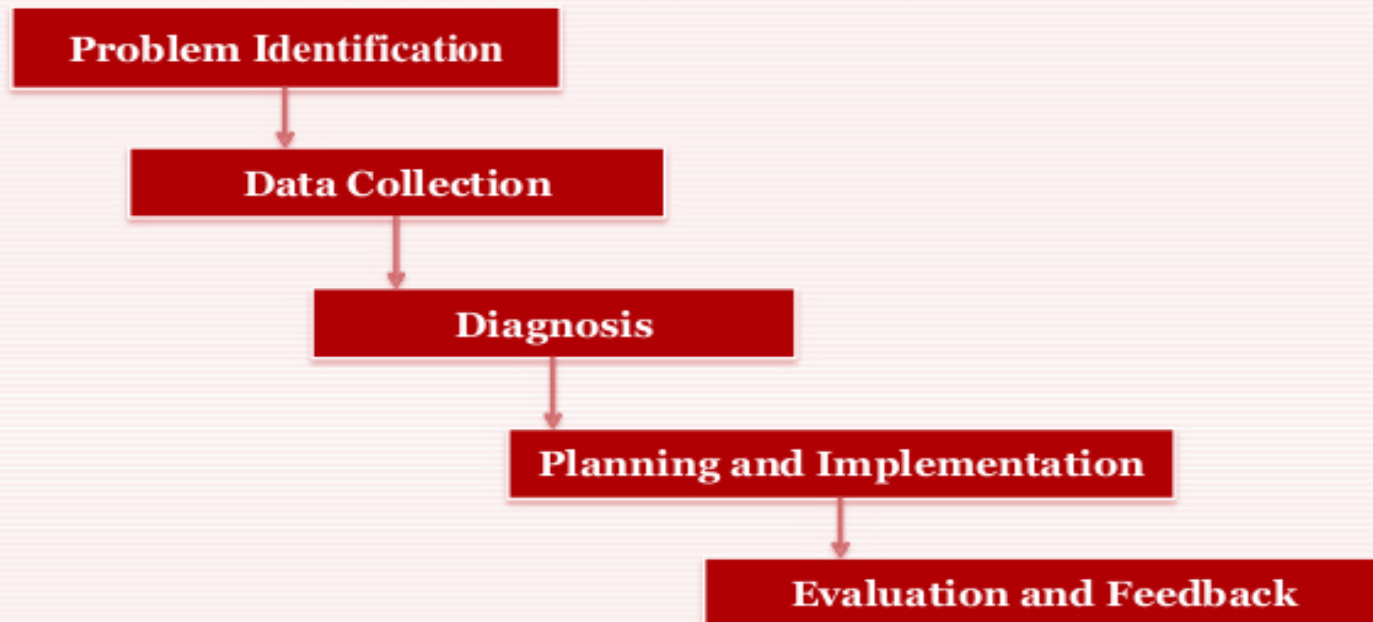 Problem Identification
Data Collection
Diagnosis
Planning and Implementation
Evaluation and Feedback